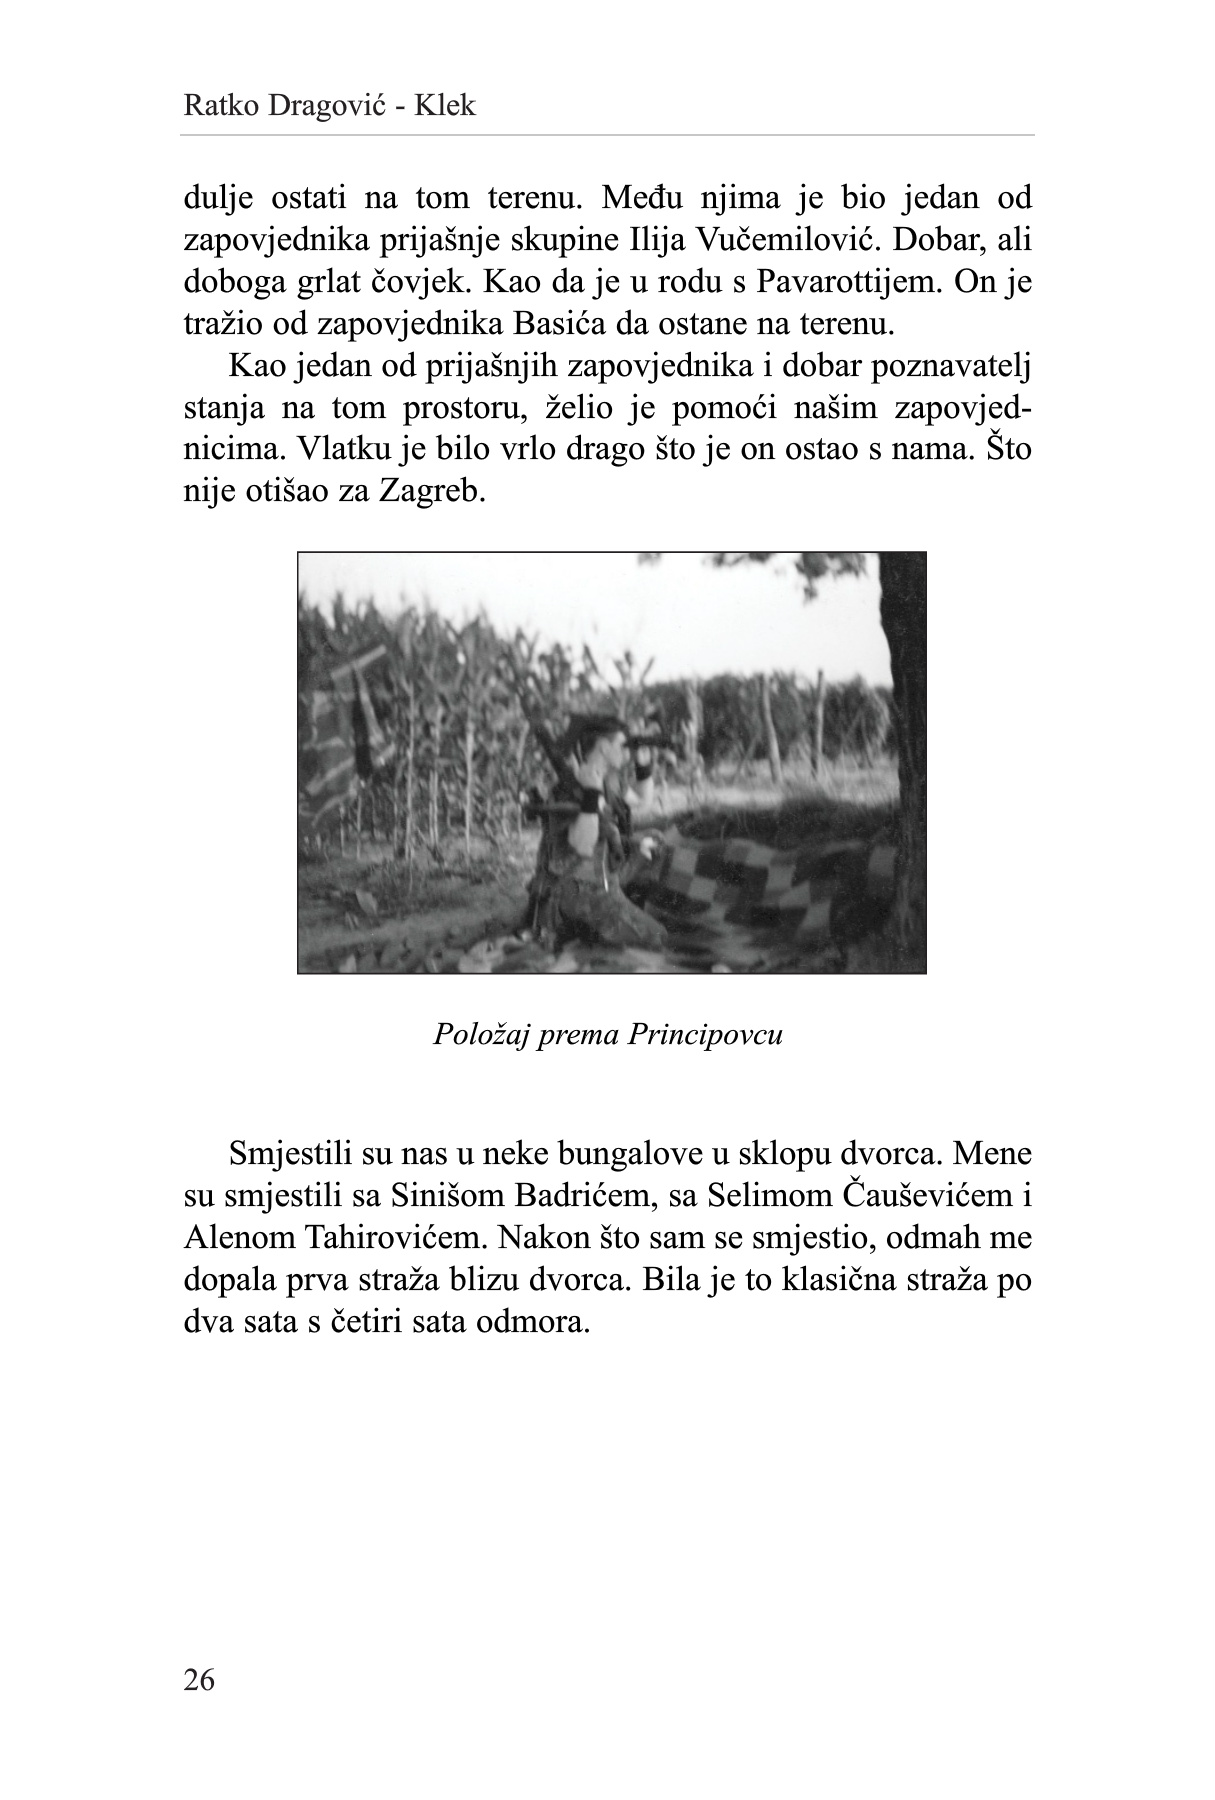 Ratko Dragović - Klek
dulje ostati na tom terenu. Među njima je bio jedan od
zapovjednika prijašnje skupine Ilija Vučemilović. Dobar, ali
doboga grlat čovjek. Kao da je u rodu s Pavarottijem. On je
tražio od zapovjednika Basića da ostane na terenu.
Kao jedan od prijašnjih zapovjednika i dobar poznavatelj
stanja na tom prostoru, želio je pomoći našim zapovjed-
nicima. Vlatku je bilo vrlo drago što je on ostao s nama. Što
nije otišao za Zagreb.
Položaj prema Principovcu
Smjestili su nas u neke bungalove u sklopu dvorca. Mene
su smjestili sa Sinišom Badrićem, sa Selimom Čauševićem i
Alenom Tahirovićem. Nakon što sam se smjestio, odmah me
dopala prva straža blizu dvorca. Bila je to klasična straža po
dva sata s četiri sata odmora.
26